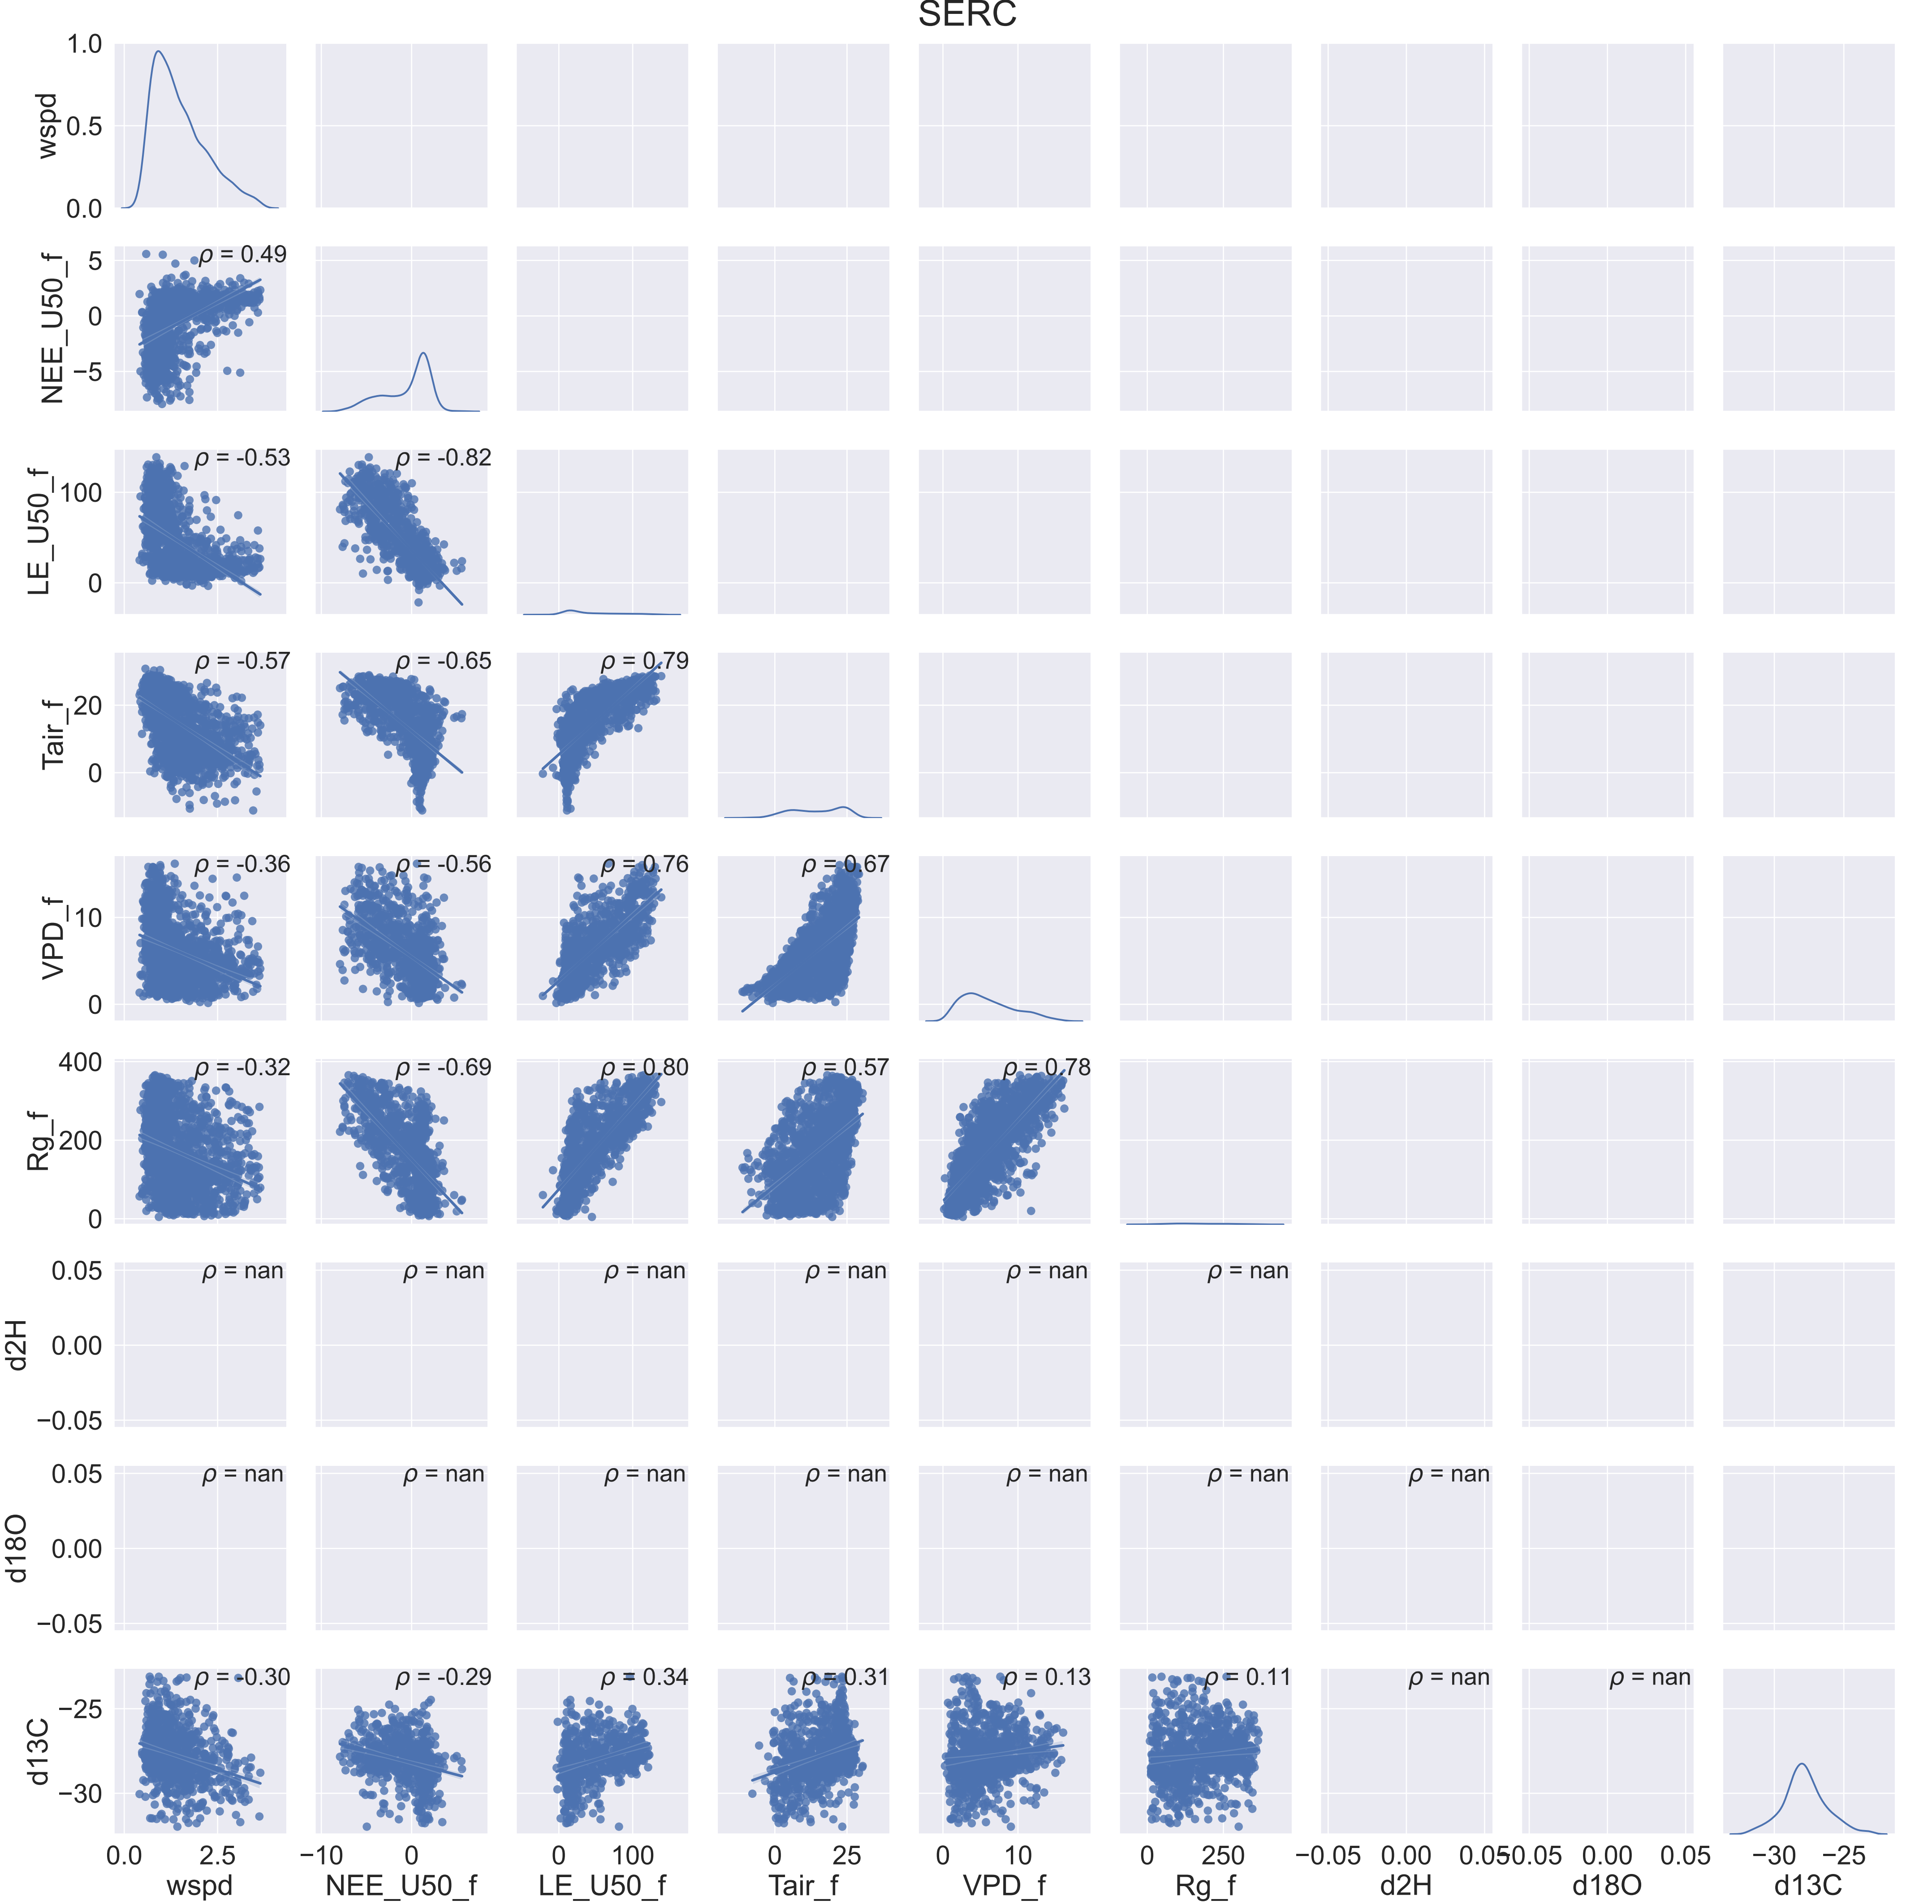 SERC
1.0
0.5
0.0
wspd
ρ = 0.49
5
0
−5
NEE_U50_f
ρ = -0.53 ρ = -0.82
100
0
LE_U50_f
ρ = -0.57 ρ = -0.65 ρ = 0.79
20
0
Tair_f
ρ = -0.36 ρ = -0.56 ρ = 0.76 ρ = 0.67
10
0
VPD_f
ρ = -0.32 ρ = -0.69 ρ = 0.80 ρ = 0.57 ρ = 0.78
400
200
0
Rg_f
ρ = nan ρ = nan ρ = nan ρ = nan ρ = nan ρ = nan
0.05
0.00
−0.05
d2H
ρ = nan ρ = nan ρ = nan ρ = nan ρ = nan ρ = nan ρ = nan
0.05
0.00
−0.05
d18O
ρ = -0.30 ρ = -0.29 ρ = 0.34 ρ = 0.31 ρ = 0.13 ρ = 0.11 ρ = nan ρ = nan
−25
−30
d13C
0.0 2.5 −10 0 0 100 0 25 0 10 0 250 −0.05 0.00 0.05 −0.05 0.00 0.05 −30 −25
wspd NEE_U50_f LE_U50_f Tair_f VPD_f Rg_f d2H d18O d13C